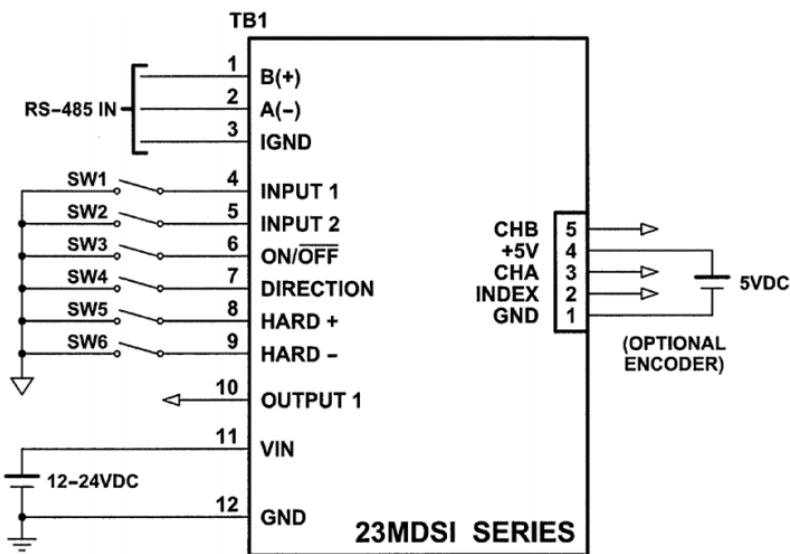 TB1
1 B(+)
RS-485 IN 2 A(-)
3 IGND
SW1 4 INPUT 1
SW2 5 INPUT 2
SW3 6 ON/OFF
SW4 7 DIRECTION
SW5 8 HARD +
SW6 9 HARD -
10 OUTPUT 1
11 VIN
12-24VDC
12 GND
23MDSI SERIES
CHB 5
+5V 4
CHA 3
INDEX 2
GND 1
5VDC
(OPTIONAL
ENCODER)